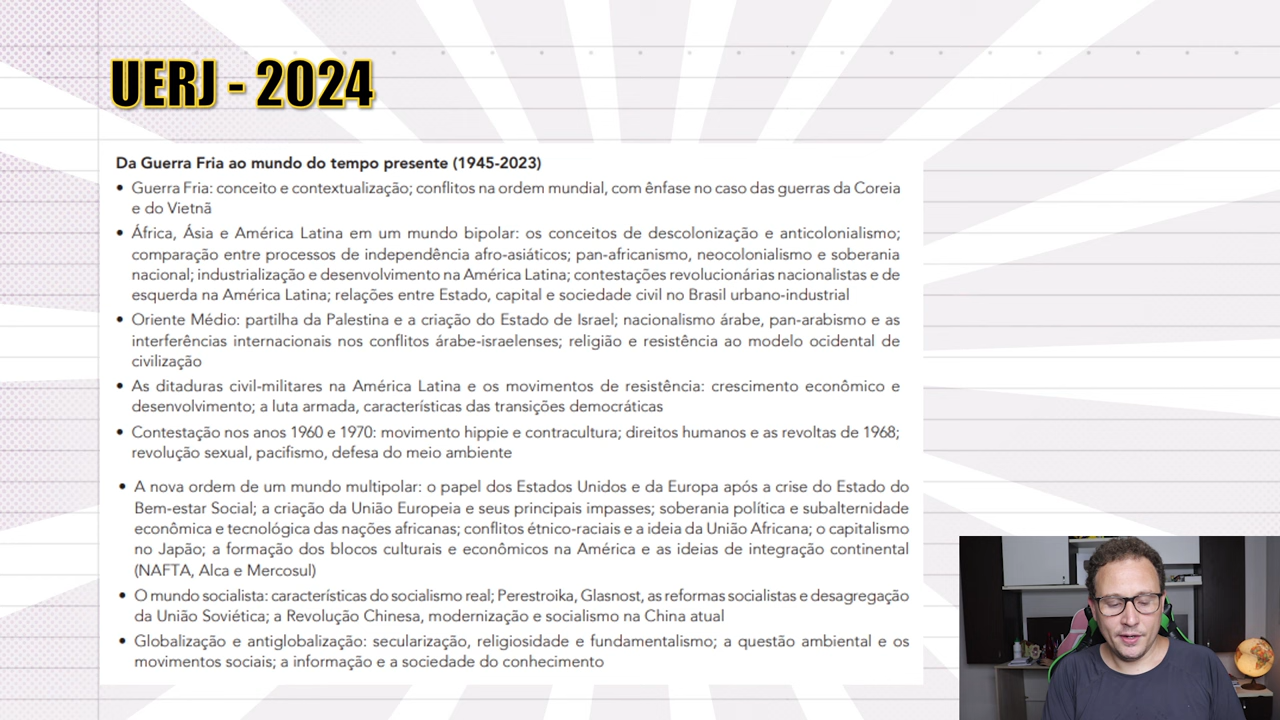 UERJ - 2024
Da Guerra Fria ao mundo do tempo presente (1945-2023)
• Guerra Fria: conceito e contextualização; conflitos na ordem mundial, com ênfase no caso das guerras da Coreia
e do Vietnã
• África, Ásia e América Latina em um mundo bipolar: os conceitos de descolonização e anticolonialismo;
comparação entre processos de independência afro-asiáticos; pan-africanismo, neocolonialismo e soberania
nacional; industrialização e desenvolvimento na América Latina; contestações revolucionárias nacionalistas e de
esquerda na América Latina; relações entre Estado, capital e sociedade civil no Brasil urbano-industrial
• Oriente Médio: partilha da Palestina e a criação do Estado de Israel; nacionalismo árabe, pan-arabismo e as
interferências internacionais nos conflitos árabe-israelenses; religião e resistência ao modelo ocidental de
civilização
• As ditaduras civil-militares na América Latina e os movimentos de resistência: crescimento econômico e
desenvolvimento; a luta armada, características das transições democráticas
• Contestação nos anos 1960 e 1970: movimento hippie e contracultura; direitos humanos e as revoltas de 1968;
revolução sexual, pacifismo, defesa do meio ambiente
• A nova ordem de um mundo multipolar: o papel dos Estados Unidos e da Europa após a crise do Estado do
Bem-estar Social; a criação da União Europeia e seus principais impasses; soberania política e subalternidade
econômica e tecnológica das nações africanas; conflitos étnico-raciais e a ideia da União Africana; o capitalismo
no Japão; a formação dos blocos culturais e econômicos na América e as ideias de integração continental
(NAFTA, Alca e Mercosul)
• O mundo socialista: características do socialismo real; Perestroika, Glasnost, as reformas socialistas e desagregação
da União Soviética; a Revolução Chinesa, modernização e socialismo na China atual
• Globalização e antiglobalização: secularização, religiosidade e fundamentalismo; a questão ambiental e os
movimentos sociais; a informação e a sociedade do conhecimento